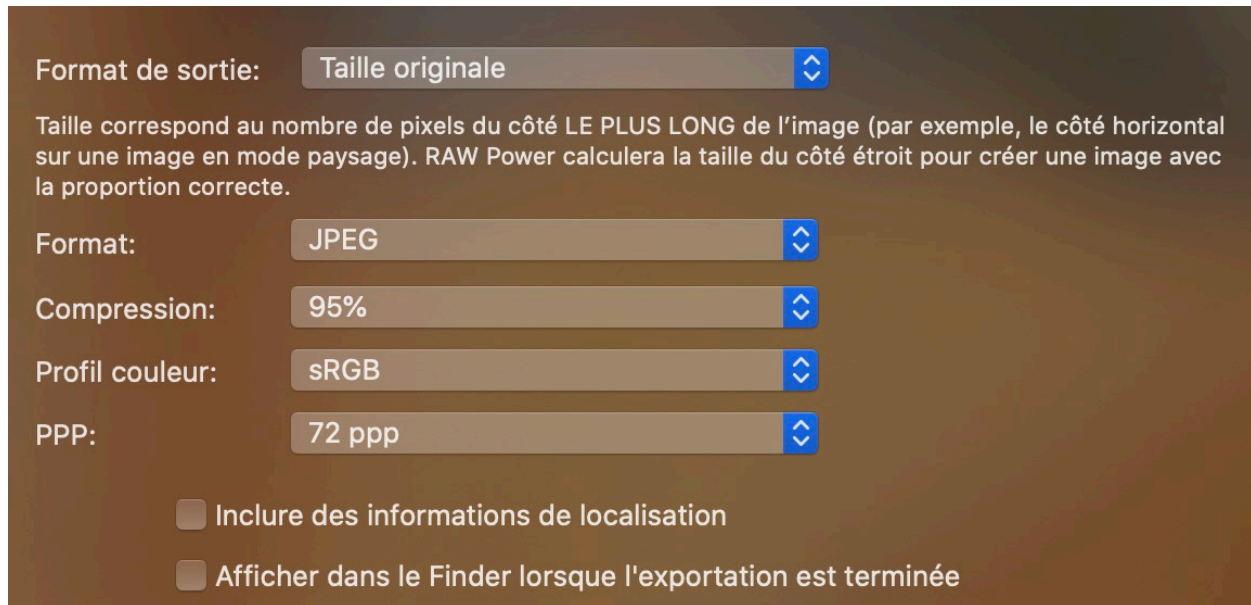 Format de sortie: Taille originale
Taille correspond au nombre de pixels du côté LE PLUS LONG de l’image (par exemple, le côté horizontal
sur une image en mode paysage). RAW Power calculera la taille du côté étroit pour créer une image avec
la proportion correcte.
Format: JPEG
Compression: 95%
Profil couleur: sRGB
PPP: 72 ppp
Inclure des informations de localisation
Afficher dans le Finder lorsque l'exportation est terminée